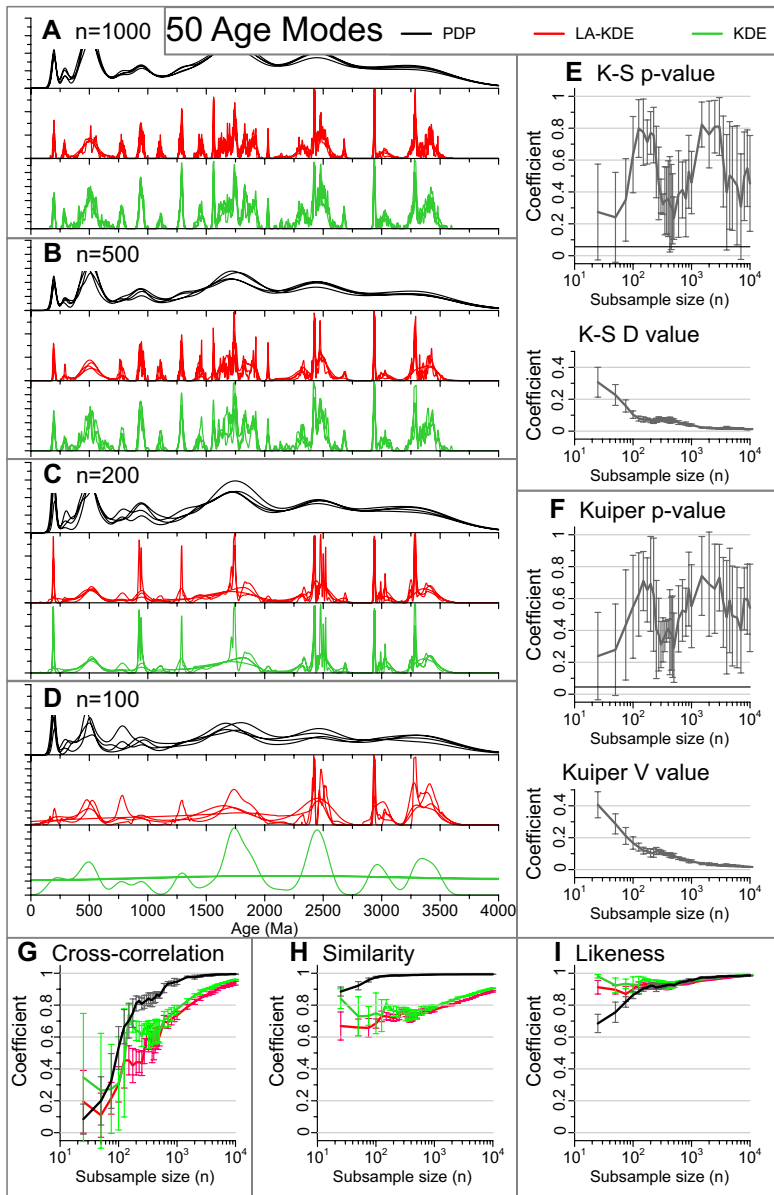 A n=1000
50 Age Modes
PDP
LA-KDE
KDE
B n=500
C n=200
D n=100
0 500 1000 1500 2000 2500 3000 3500 4000
Age (Ma)
E K-S p-value
Coefficient
1
0.8
0.6
0.4
0.2
0
10¹ 10² 10³ 10⁴
Subsample size (n)
K-S D value
Coefficient
0.4
0.2
0
10¹ 10² 10³ 10⁴
Subsample size (n)
F Kuiper p-value
Coefficient
1
0.8
0.6
0.4
0.2
0
10¹ 10² 10³ 10⁴
Subsample size (n)
Kuiper V value
Coefficient
0.4
0.2
0
10¹ 10² 10³ 10⁴
Subsample size (n)
G Cross-correlation
Coefficient
1
0.8
0.6
0.4
0.2
0
10¹ 10² 10³ 10⁴
Subsample size (n)
H Similarity
Coefficient
1
0.8
0.6
0.4
0.2
0
10¹ 10² 10³ 10⁴
Subsample size (n)
I Likeness
Coefficient
1
0.8
0.6
0.4
0.2
0
10¹ 10² 10³ 10⁴
Subsample size (n)